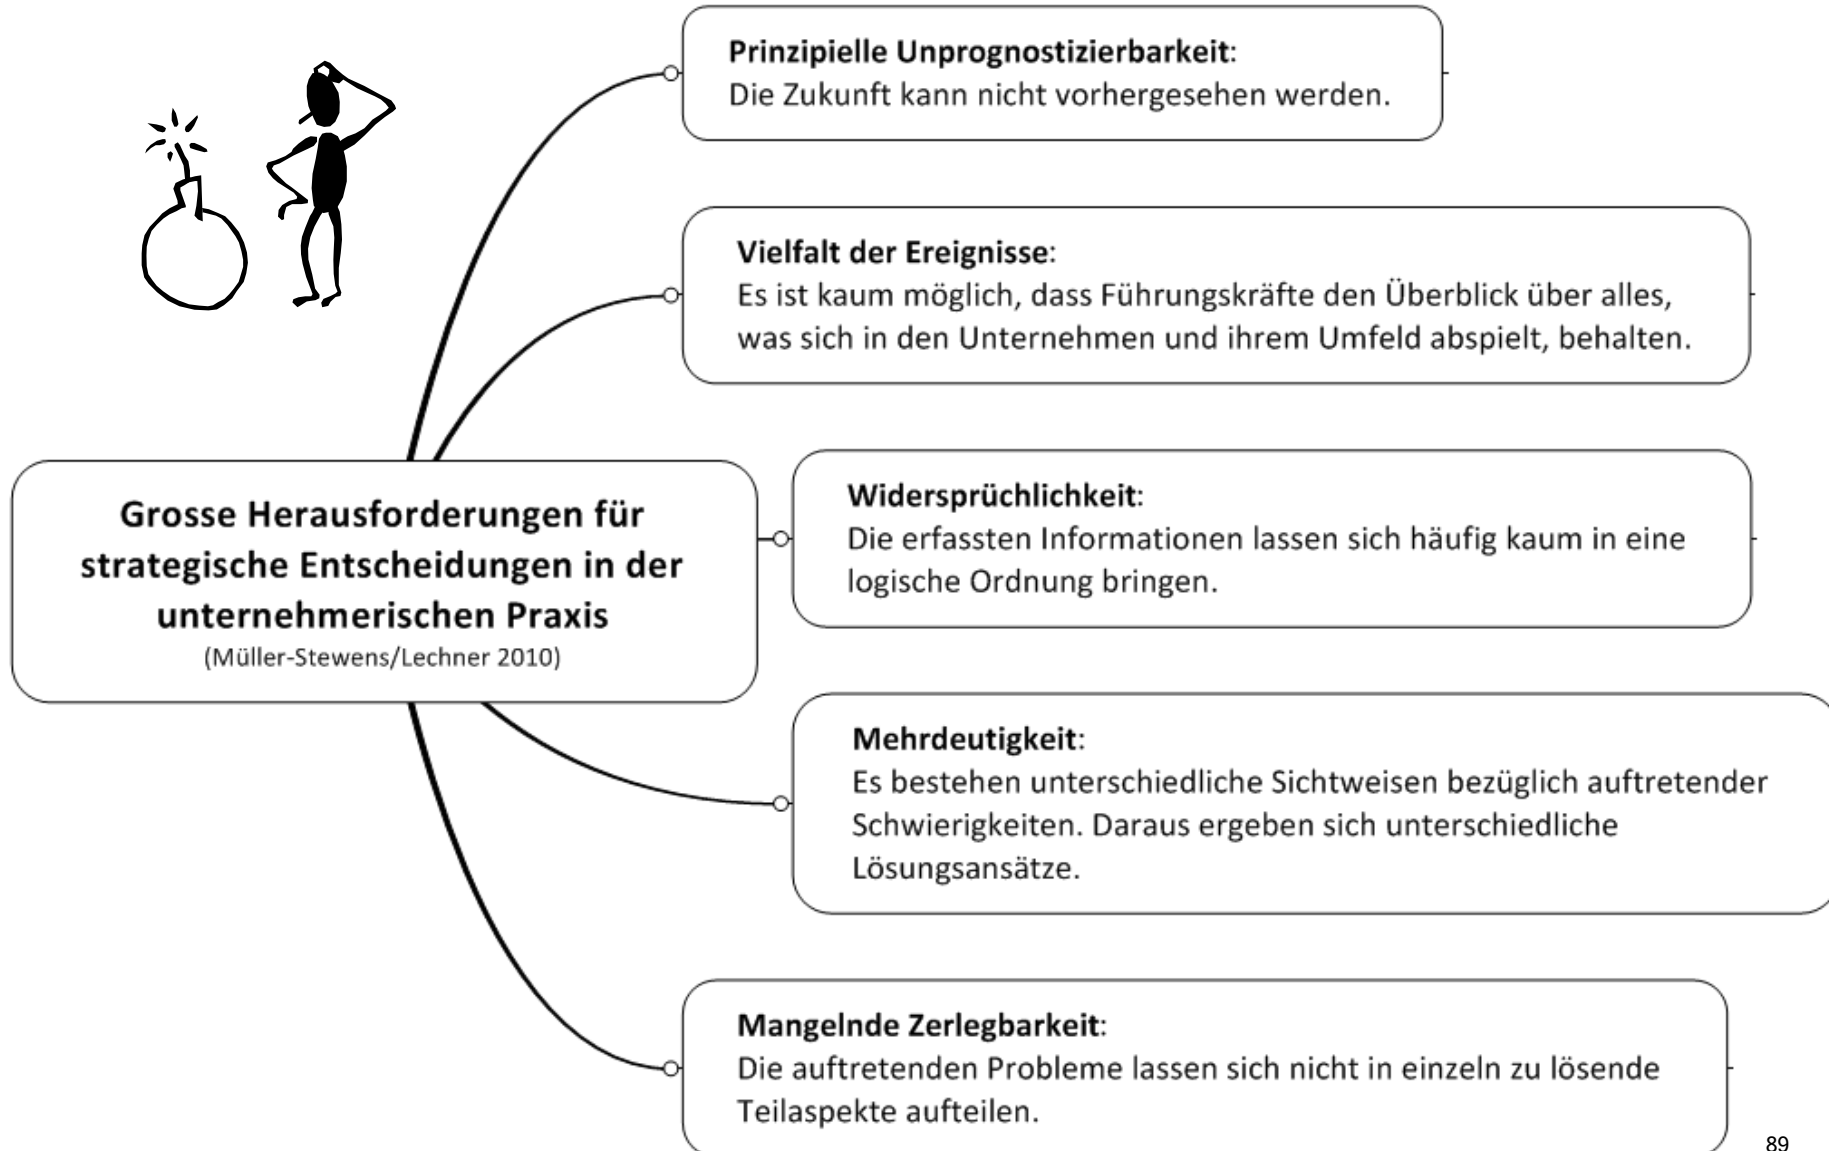 Prinzipielle Unprognostizierbarkeit:
Die Zukunft kann nicht vorhergesehen werden.
Vielfalt der Ereignisse:
Es ist kaum möglich, dass Führungskräfte den Überblick über alles,
was sich in den Unternehmen und ihrem Umfeld abspielt, behalten.
Grosse Herausforderungen für
strategische Entscheidungen in der
unternehmerischen Praxis
(Müller-Stewens/Lechner 2010)
Widersprüchlichkeit:
Die erfassten Informationen lassen sich häufig kaum in eine
logische Ordnung bringen.
Mehrdeutigkeit:
Es bestehen unterschiedliche Sichtweisen bezüglich auftretender
Schwierigkeiten. Daraus ergeben sich unterschiedliche
Lösungsansätze.
Mangelnde Zerlegbarkeit:
Die auftretenden Probleme lassen sich nicht in einzeln zu lösende
Teilaspekte aufteilen.
89